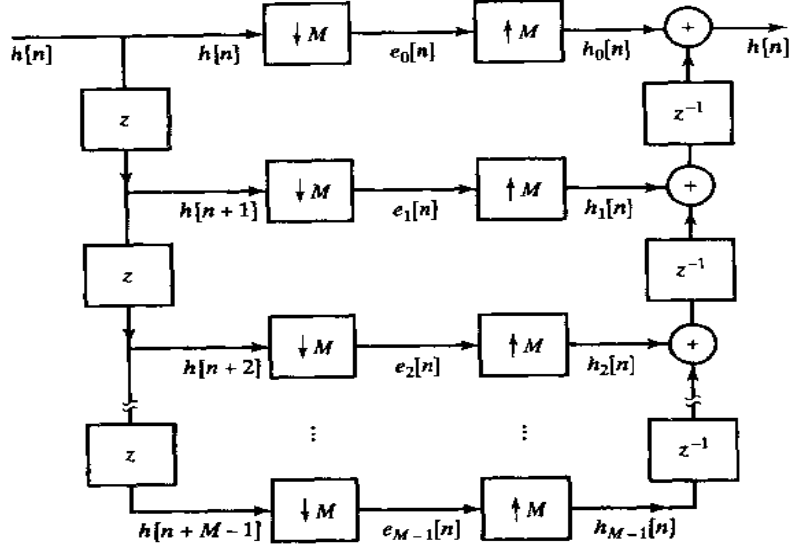 h[n] h[n] ↓ M e₀[n] ↑ M h₀[n] + h[n]
z z⁻¹
h[n + 1] ↓ M e₁[n] ↑ M h₁[n] +
z z⁻¹
h[n + 2] ↓ M e₂[n] ↑ M h₂[n] +
⋮ ⋮
z z⁻¹
h[n + M − 1] ↓ M e_{M−1}[n] ↑ M h_{M−1}[n]